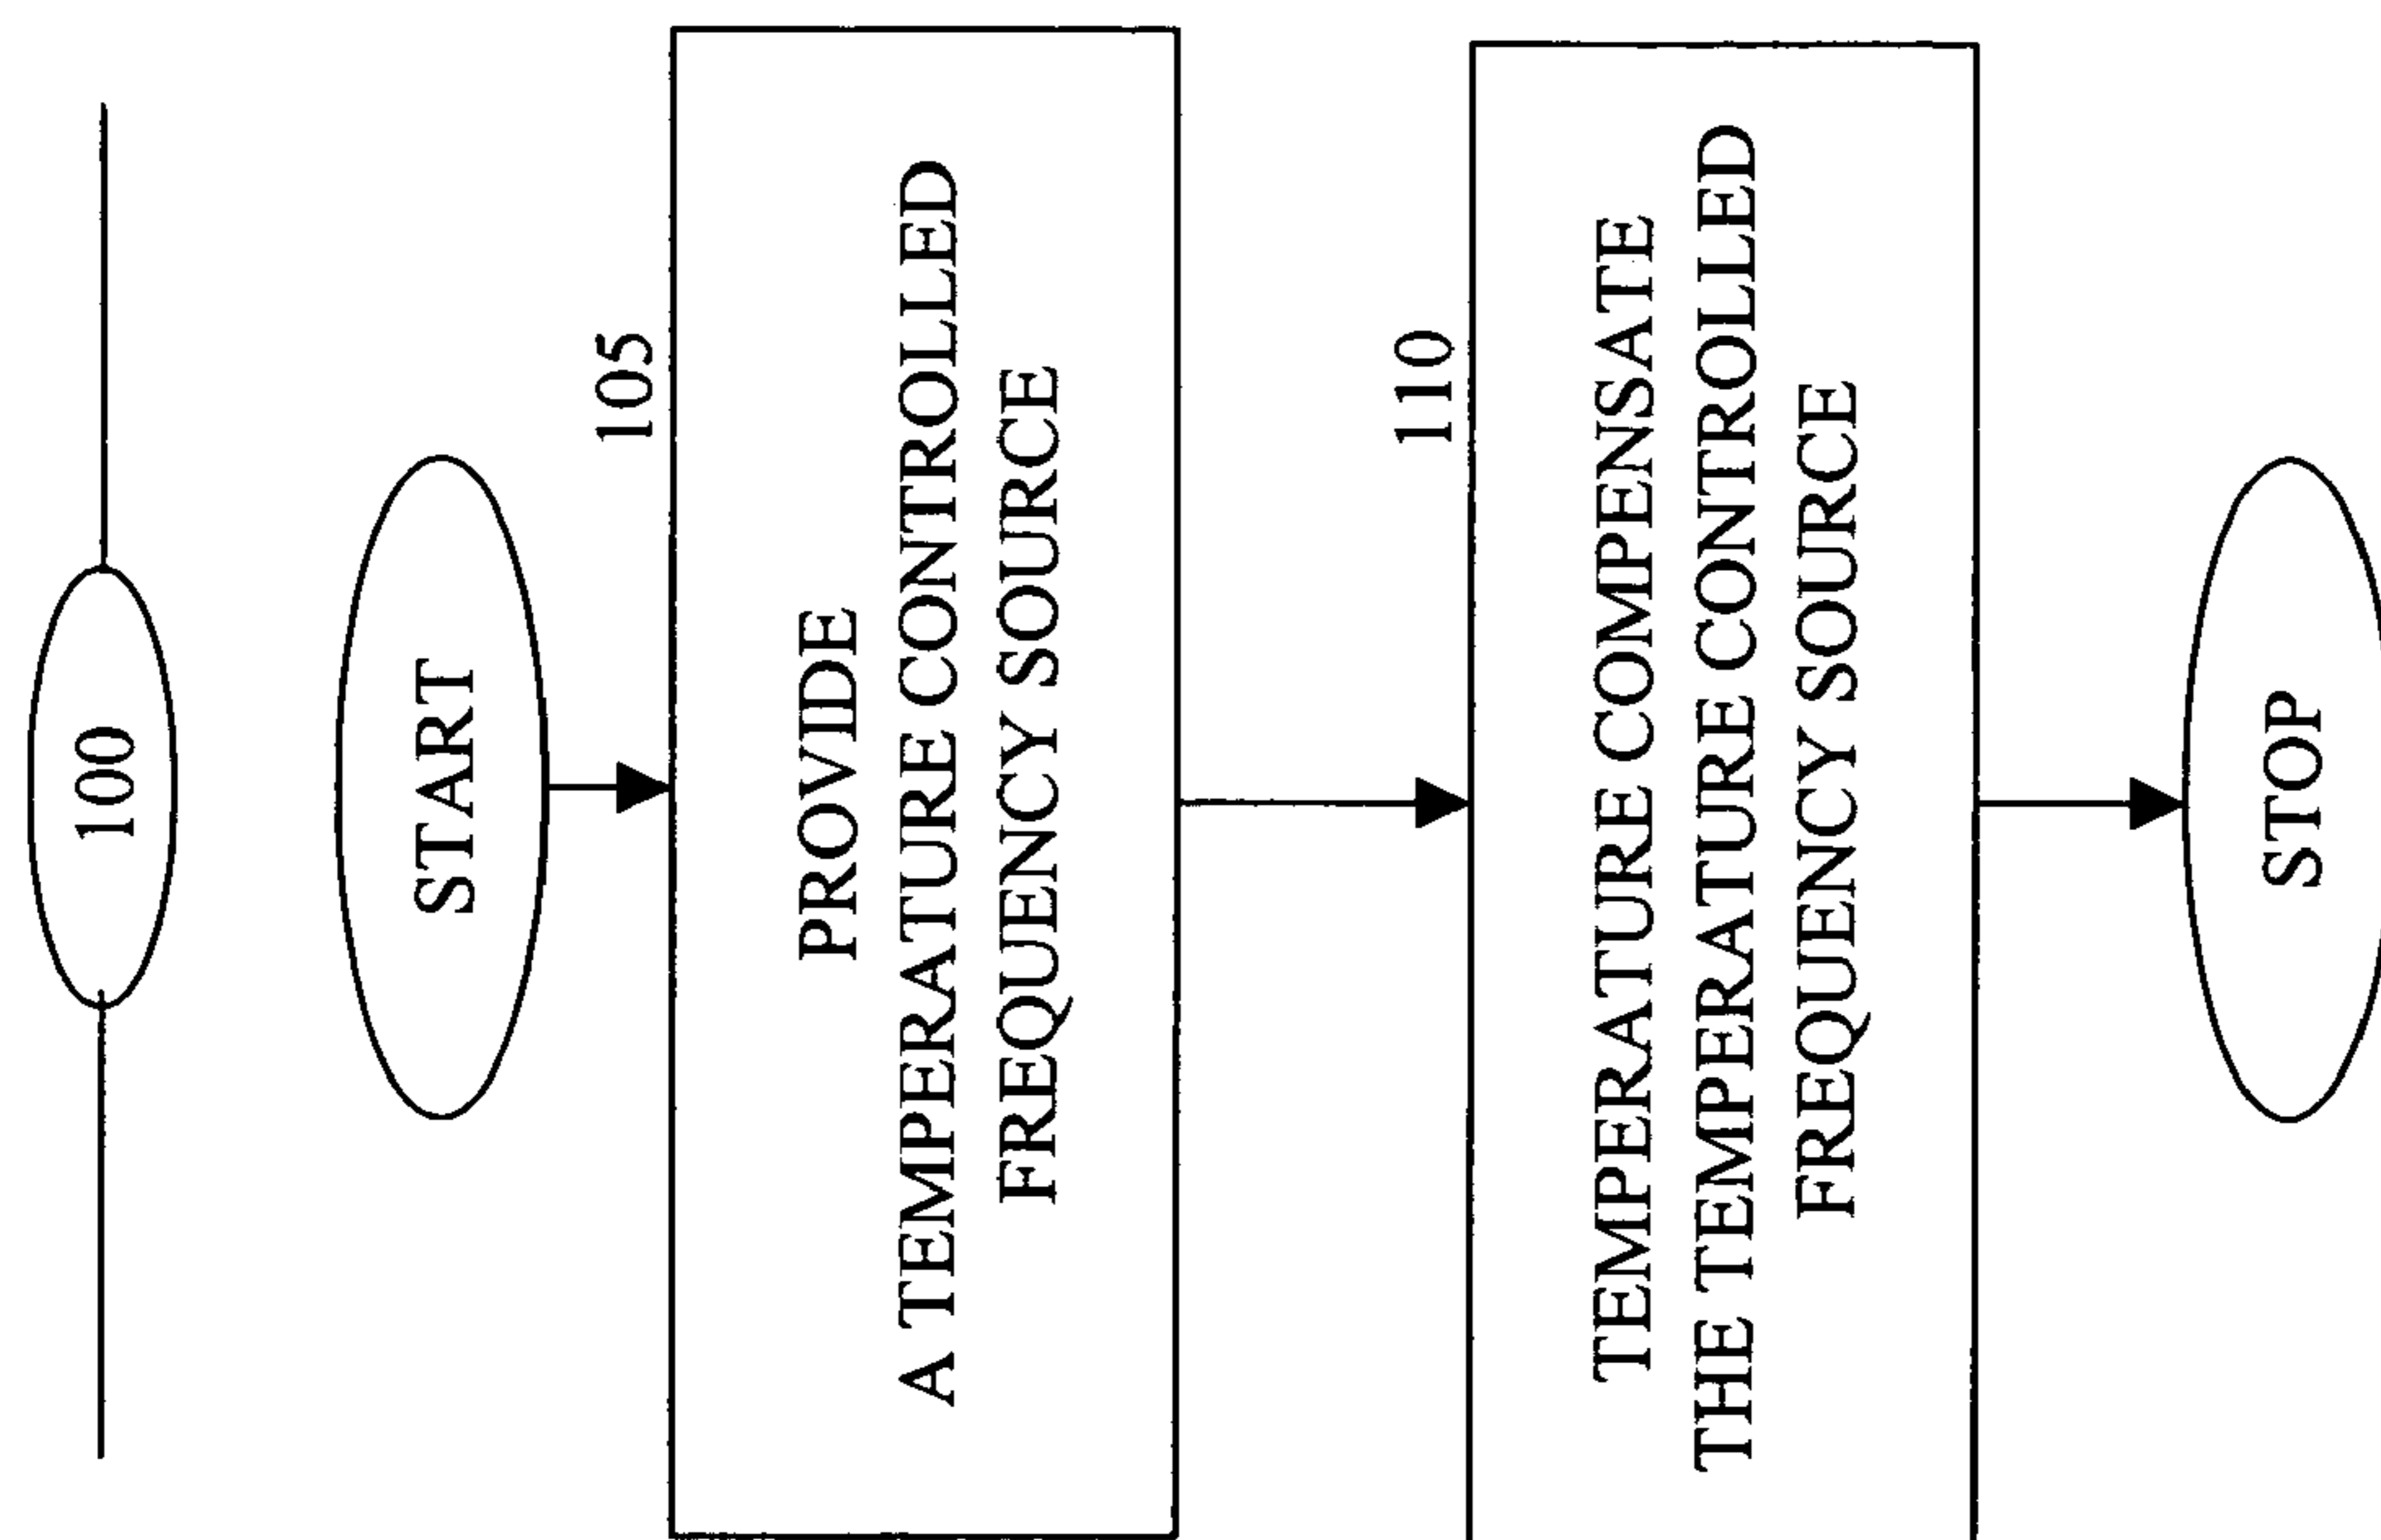 100
START
105
PROVIDE
A TEMPERATURE CONTROLLED
FREQUENCY SOURCE
110
TEMPERATURE COMPENSATE
THE TEMPERATURE CONTROLLED
FREQUENCY SOURCE
STOP